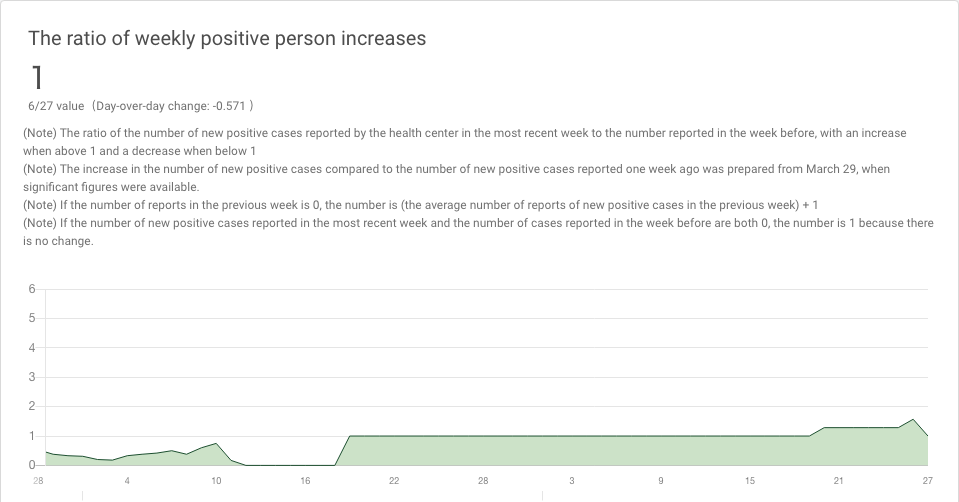 The ratio of weekly positive person increases
1
6/27 value （Day-over-day change: -0.571 ）
(Note) The ratio of the number of new positive cases reported by the health center in the most recent week to the number reported in the week before, with an increase
when above 1 and a decrease when below 1
(Note) The increase in the number of new positive cases compared to the number of new positive cases reported one week ago was prepared from March 29, when
significant figures were available.
(Note) If the number of reports in the previous week is 0, the number is (the average number of reports of new positive cases in the previous week) + 1
(Note) If the number of new positive cases reported in the most recent week and the number of cases reported in the week before are both 0, the number is 1 because there
is no change.
6
5
4
3
2
1
0
28 4 10 16 22 28 3 9 15 21 27